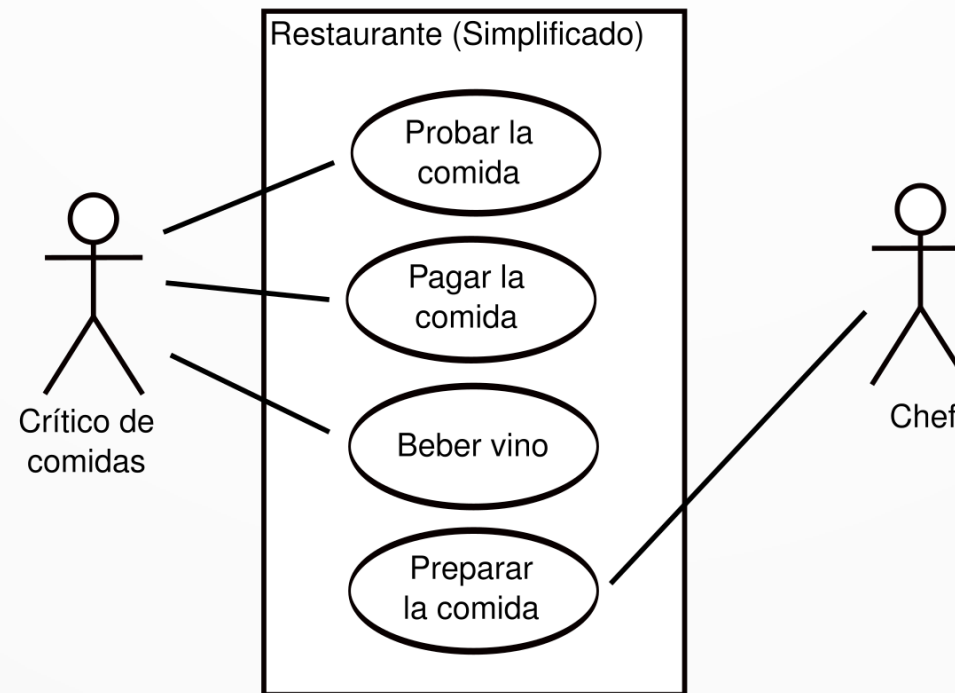 Restaurante (Simplificado)
Probar la
comida
Pagar la
comida
Beber vino
Preparar
la comida
Crítico de
comidas
Chef